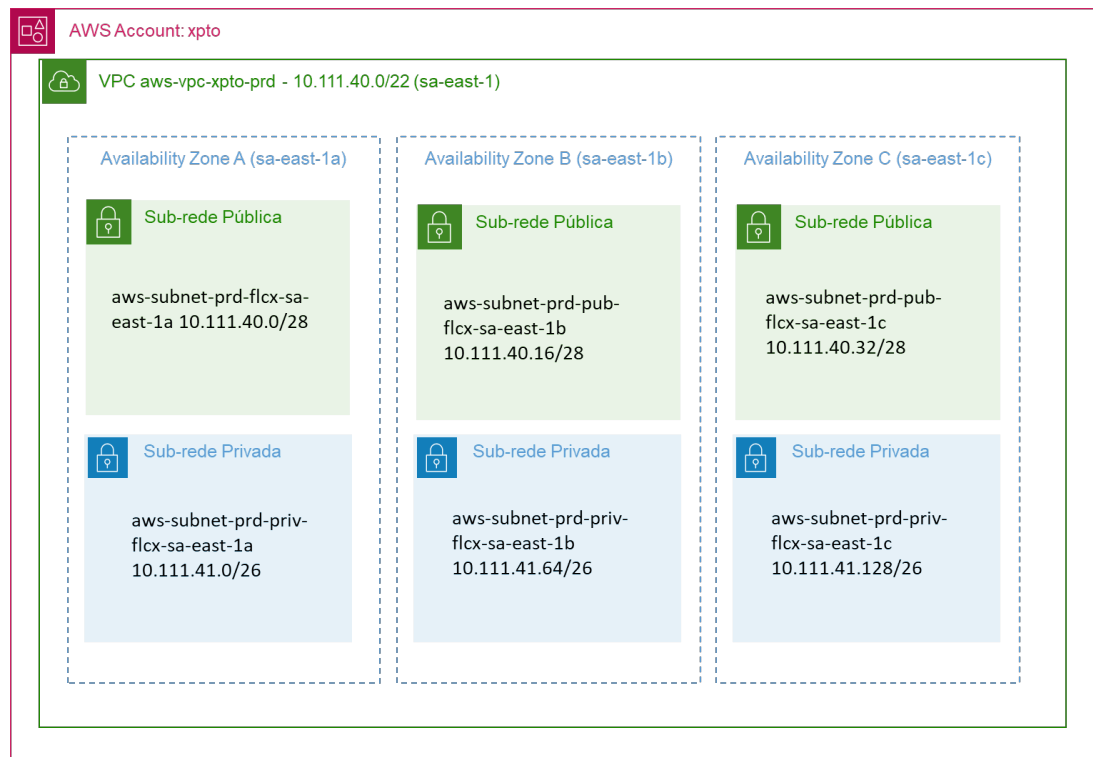 AWS Account: xpto
VPC aws-vpc-xpto-prd - 10.111.40.0/22 (sa-east-1)
Availability Zone A (sa-east-1a)
Sub-rede Pública
aws-subnet-prd-flcx-sa-
east-1a 10.111.40.0/28
Sub-rede Privada
aws-subnet-prd-priv-
flcx-sa-east-1a
10.111.41.0/26
Availability Zone B (sa-east-1b)
Sub-rede Pública
aws-subnet-prd-pub-
flcx-sa-east-1b
10.111.40.16/28
Sub-rede Privada
aws-subnet-prd-priv-
flcx-sa-east-1b
10.111.41.64/26
Availability Zone C (sa-east-1c)
Sub-rede Pública
aws-subnet-prd-pub-
flcx-sa-east-1c
10.111.40.32/28
Sub-rede Privada
aws-subnet-prd-priv-
flcx-sa-east-1c
10.111.41.128/26